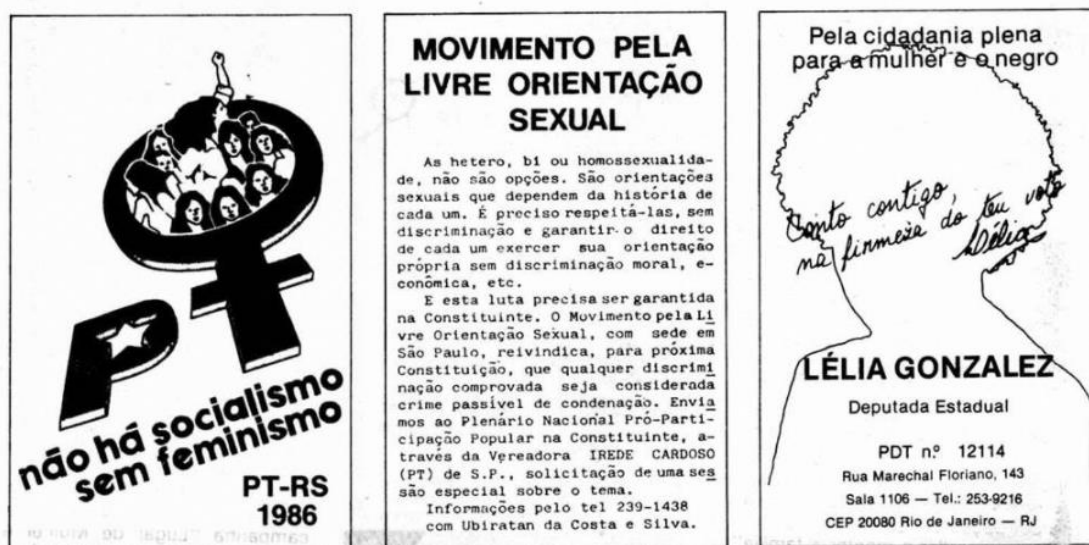 PT
não há socialismo
sem feminismo
PT-RS
1986
MOVIMENTO PELA
LIVRE ORIENTAÇÃO
SEXUAL
As hetero, bi ou homossexualida-
de, não são opções. São orientações
sexuais que dependem da história de
cada um. É preciso respeitá-las, sem
discriminação e garantir o direito
de cada um exercer sua orientação
própria sem discriminação moral, e-
conômica, etc.
E esta luta precisa ser garantida
na Constituinte. O Movimento pela Li
vre Orientação Sexual, com sede em
São Paulo, reivindica, para próxima
Constituição, que qualquer discrimi
nação comprovada seja considerada
crime passível de condenação. Envia
mos ao Plenário Nacional Pró-Parti-
cipação Popular na Constituinte, a-
través da Vereadora IREDE CARDOSO
(PT) de S.P., solicitação de uma ses
são especial sobre o tema.
Informações pelo tel 239-1438
com Ubiratan da Costa e Silva.
Pela cidadania plena
para a mulher e o negro
Conto contigo,
na firmeza do teu voto
Lélia
LÉLIA GONZALEZ
Deputada Estadual
PDT n.º 12114
Rua Marechal Floriano, 143
Sala 1106 — Tel.: 253-9216
CEP 20080 Rio de Janeiro — RJ